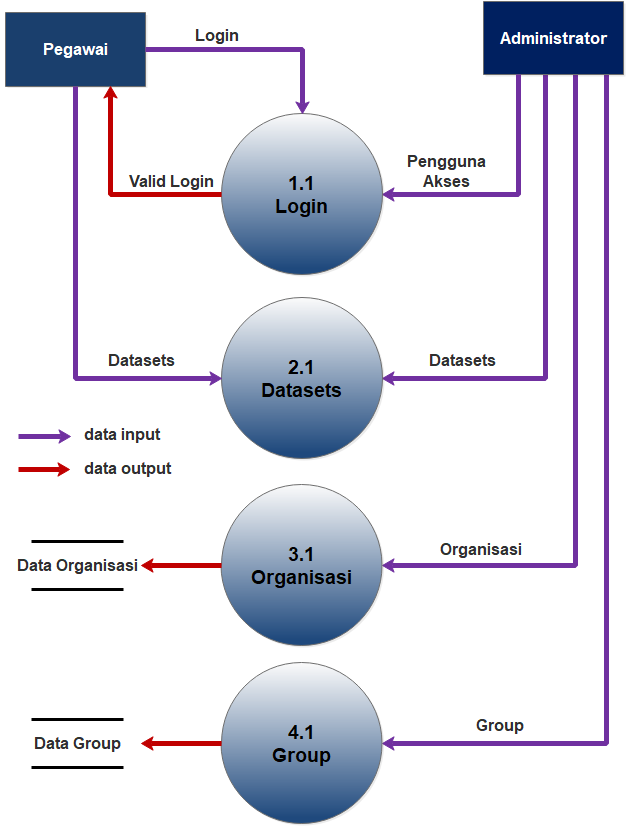 Pegawai
Administrator
Login
Pengguna
Akses
Valid Login
1.1
Login
Datasets
2.1
Datasets
Datasets
data input
data output
Data Organisasi
3.1
Organisasi
Organisasi
Data Group
4.1
Group
Group